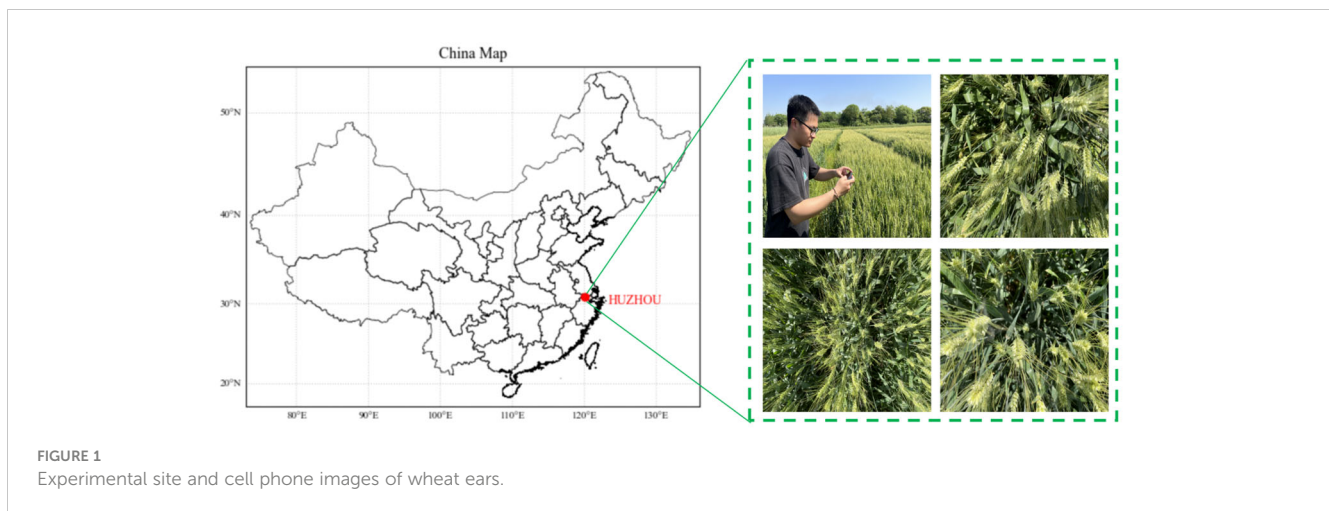 China Map
50°N
40°N
30°N
20°N
80°E
90°E
100°E
110°E
120°E
130°E
HUZHOU
FIGURE 1
Experimental site and cell phone images of wheat ears.